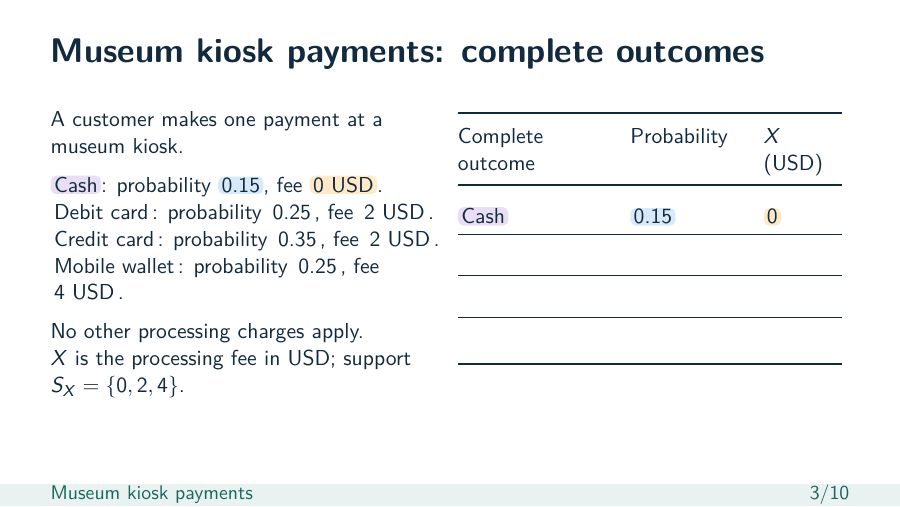 Museum kiosk payments: complete outcomes
A customer makes one payment at a
museum kiosk.
Cash: probability 0.15, fee 0 USD.
Debit card: probability 0.25, fee 2 USD.
Credit card: probability 0.35, fee 2 USD.
Mobile wallet: probability 0.25, fee
4 USD.
No other processing charges apply.
X is the processing fee in USD; support
S_X = {0, 2, 4}.
Complete outcome Probability X (USD)
Cash 0.15 0
Museum kiosk payments 3/10